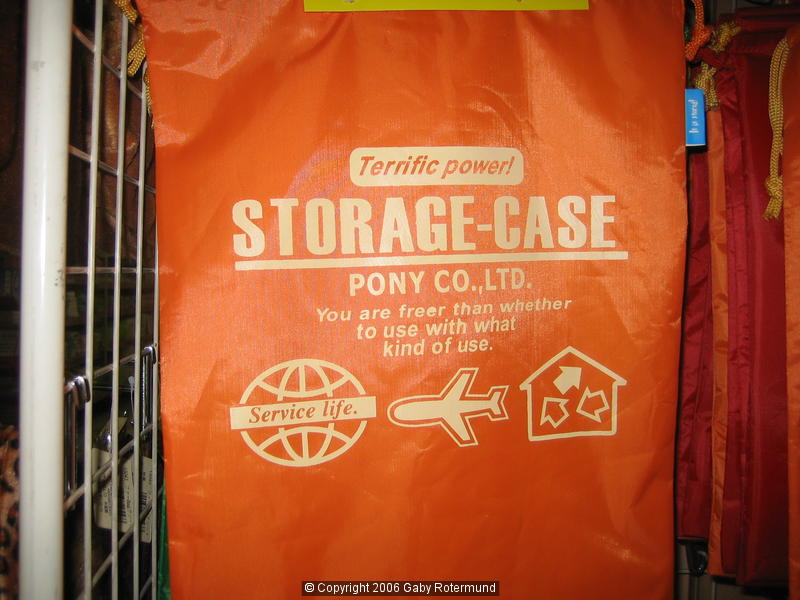 Terrific power!
STORAGE-CASE
PONY CO.,LTD.
You are freer than whether
to use with what
kind of use.
Service life.
© Copyright 2006 Gaby Rotermund